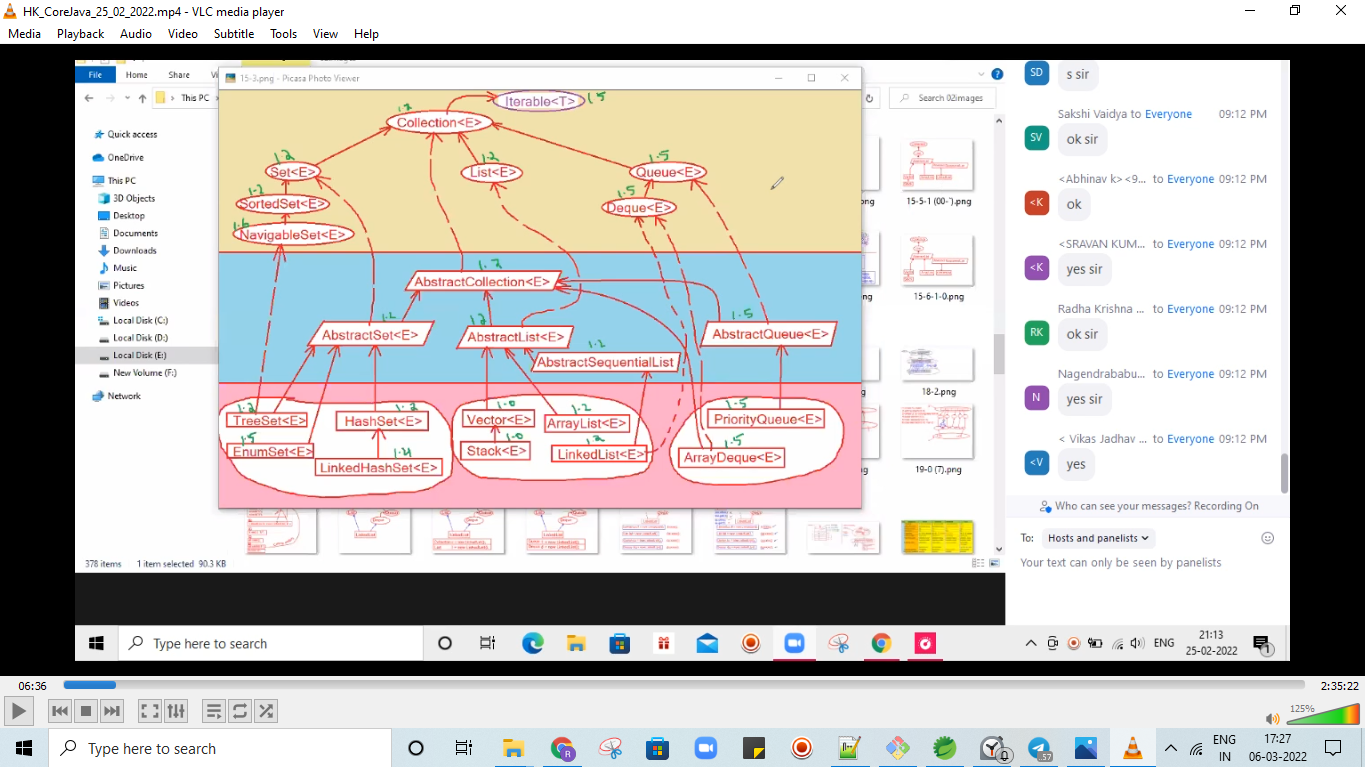 HK_CoreJava_25_02_2022.mp4 - VLC media player
Media Playback Audio Video Subtitle Tools View Help
15-3.png - Picasa Photo Viewer
File Home Share
This PC
Search 02images
Quick access
OneDrive
This PC
3D Objects
Desktop
Documents
Downloads
Music
Pictures
Videos
Local Disk (C:)
Local Disk (D:)
Local Disk (E:)
New Volume (F:)
Network
Iterable<T> 1.5
1.2
Collection<E>
1.2
Set<E>
1.2
List<E>
1.5
Queue<E>
1.2
SortedSet<E>
1.5
Deque<E>
1.6
NavigableSet<E>
1.2
AbstractCollection<E>
1.2
AbstractSet<E>
1.2
AbstractList<E>
1.5
AbstractQueue<E>
1.2
AbstractSequentialList
1.2
TreeSet<E>
1.2
HashSet<E>
1.0
Vector<E>
1.2
ArrayList<E>
1.5
PriorityQueue<E>
1.5
EnumSet<E>
1.4
LinkedHashSet<E>
1.0
Stack<E>
1.2
LinkedList<E>
1.5
ArrayDeque<E>
15-5-1 (00-').png
15-6-1-0.png
18-2.png
19-0 (7).png
378 items 1 item selected 90.3 KB
SD
s sir
Sakshi Vaidya to Everyone 09:12 PM
SV
ok sir
<Abhinav k> <9... to Everyone 09:12 PM
<K
ok
<SRAVAN KUM... to Everyone 09:12 PM
<K
yes sir
Radha Krishna ... to Everyone 09:12 PM
RK
ok sir
Nagendrababu... to Everyone 09:12 PM
N
yes sir
< Vikas Jadhav ... to Everyone 09:12 PM
<V
yes
Who can see your messages? Recording On
To: Hosts and panelists
Your text can only be seen by panelists
Type here to search
ENG
21:13
25-02-2022
1
06:36
2:35:22
125%
Type here to search
R
37
ENG
IN
17:27
06-03-2022